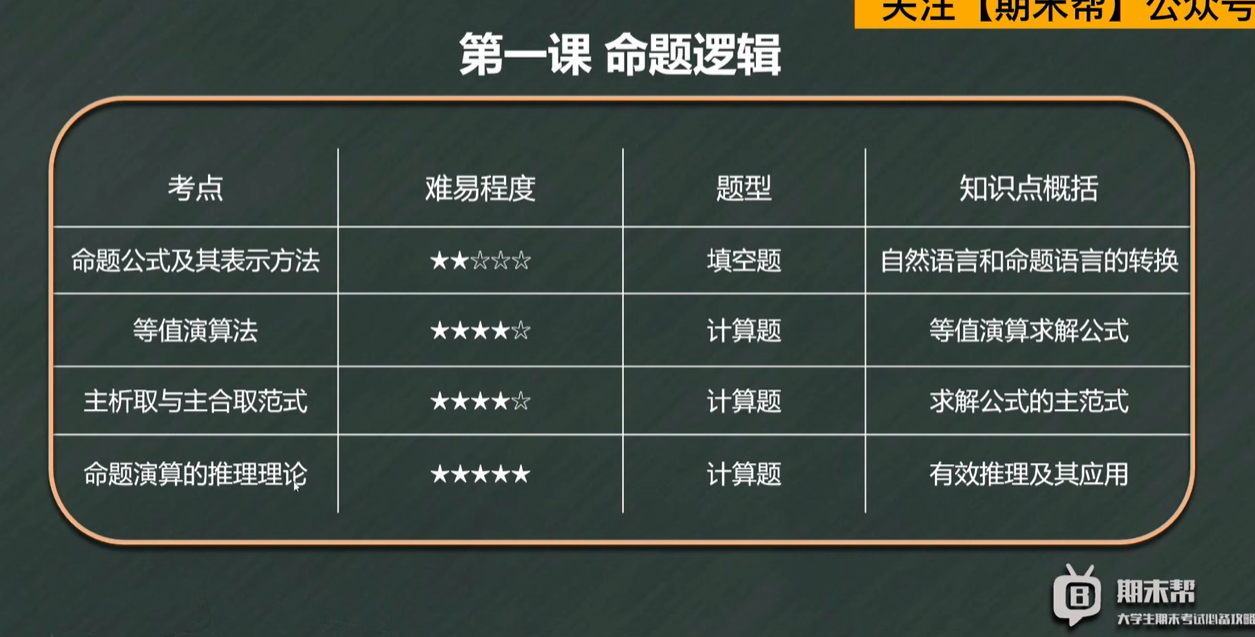 关注【期末帮】公众号
第一课 命题逻辑
考点 难易程度 题型 知识点概括
命题公式及其表示方法 ★★☆☆☆ 填空题 自然语言和命题语言的转换
等值演算法 ★★★★☆ 计算题 等值演算求解公式
主析取与主合取范式 ★★★★☆ 计算题 求解公式的主范式
命题演算的推理理论 ★★★★★ 计算题 有效推理及其应用
B 期末帮
大学生期末考试必备攻略